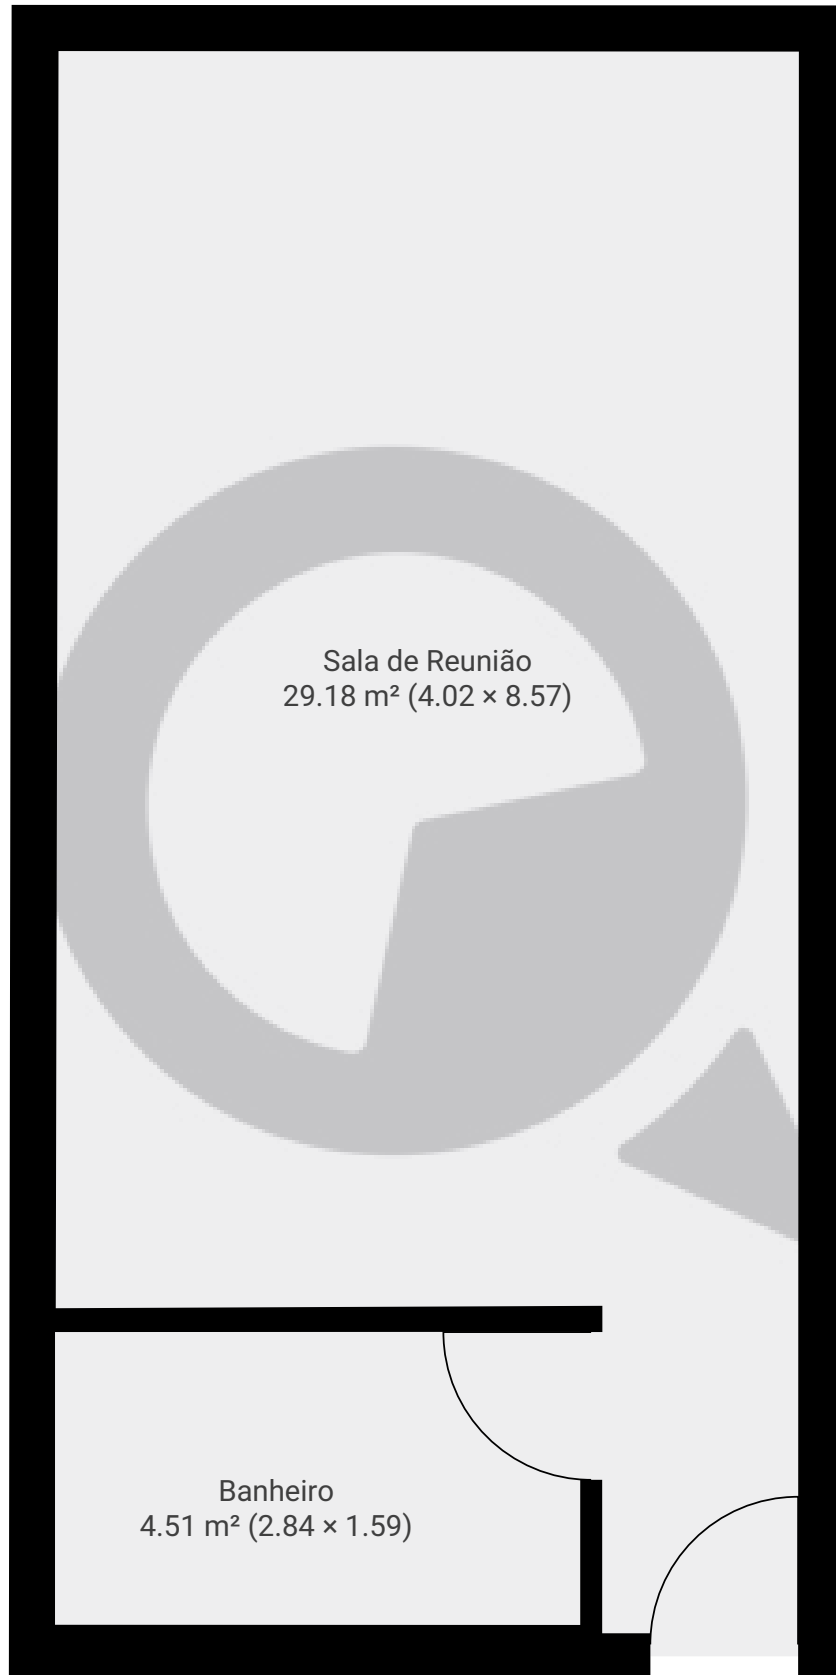 Sala de Reunião
29.18 m² (4.02 × 8.57)
Banheiro
4.51 m² (2.84 × 1.59)